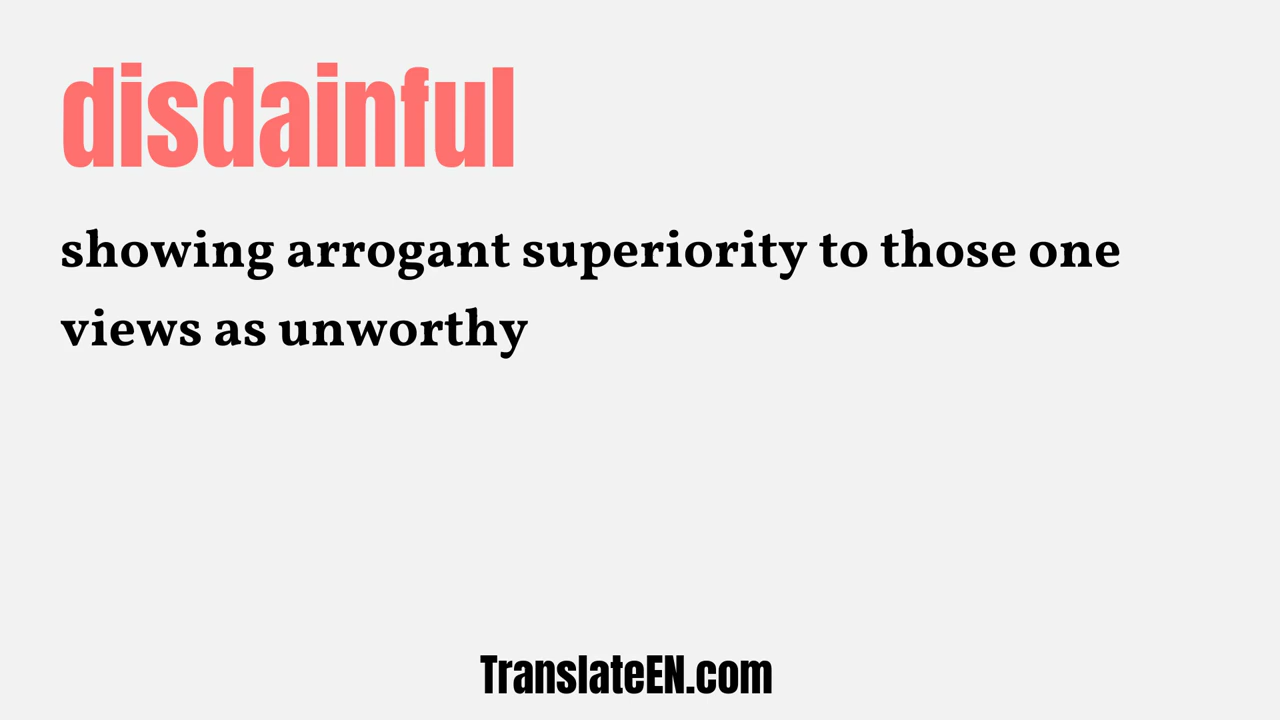 disdainful
showing arrogant superiority to those one
views as unworthy
TranslateEN.com